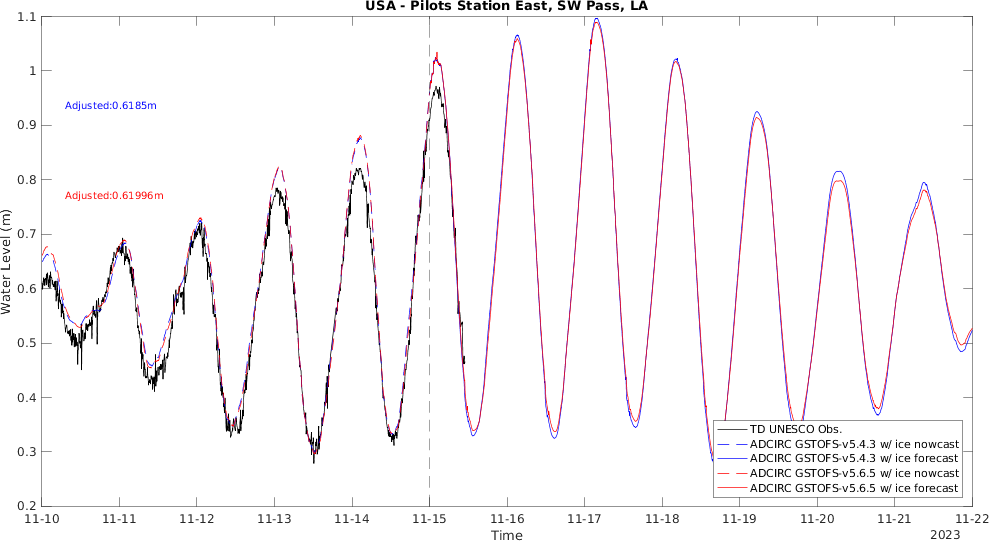 USA - Pilots Station East, SW Pass, LA
1.1
1
0.9
0.8
0.7
0.6
0.5
0.4
0.3
0.2
Water Level (m)
Adjusted:0.6185m
Adjusted:0.61996m
TD UNESCO Obs.
ADCIRC GSTOFS-v5.4.3 w/ ice nowcast
ADCIRC GSTOFS-v5.4.3 w/ ice forecast
ADCIRC GSTOFS-v5.6.5 w/ ice nowcast
ADCIRC GSTOFS-v5.6.5 w/ ice forecast
11-10 11-11 11-12 11-13 11-14 11-15 11-16 11-17 11-18 11-19 11-20 11-21 11-22
Time
2023